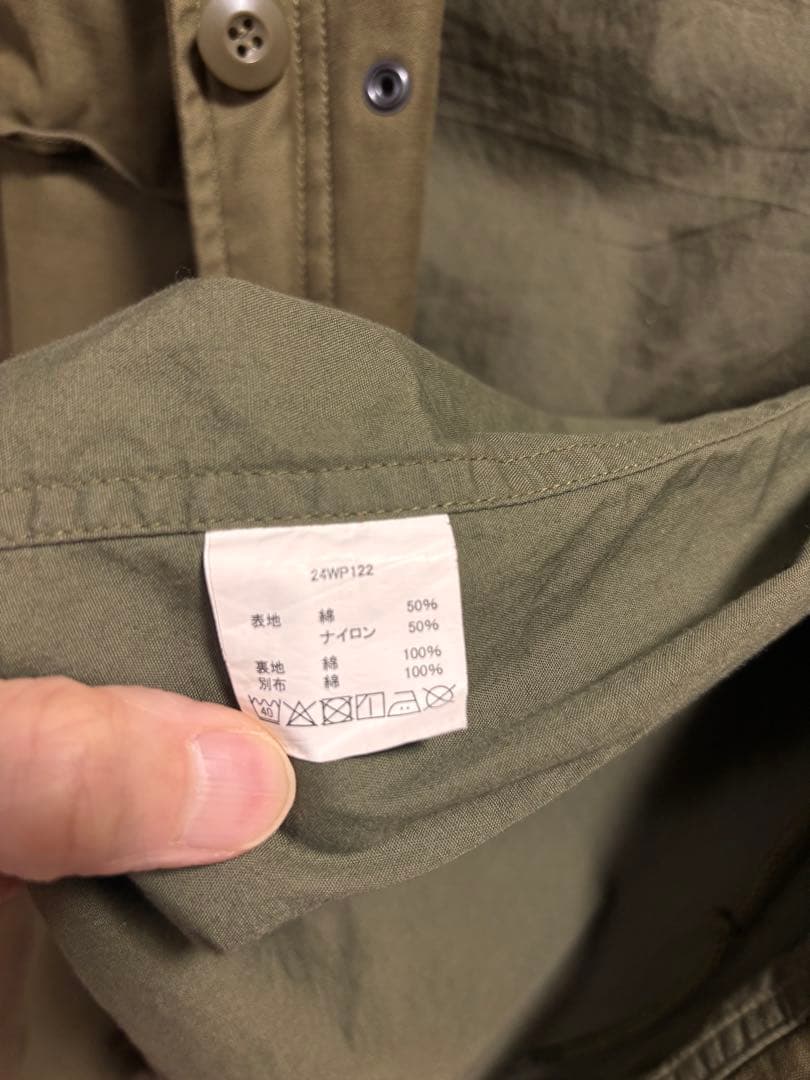 24WP122
表地 綿 50%
ナイロン 50%
裏地 綿 100%
別布 綿 100%
40